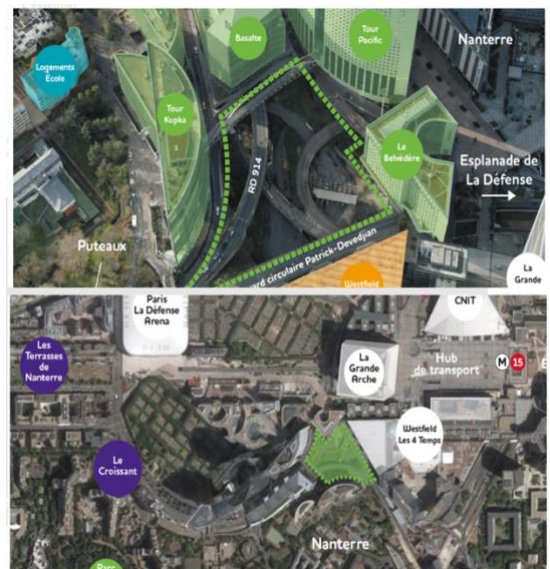 Basalte
Tour
Pacific
Nanterre
Logements
École
Tour
Kupka
Le
Belvédère
Esplanade de
La Défense
RD 914
Puteaux
ard circulaire Patrick-Devedjian
Westfield
La
Grande
Paris
La Défense
Arena
CNIT
Les
Terrasses
de
Nanterre
La
Grande
Arche
Hub
de transport
M 15
E
Westfield
Les 4 Temps
Le
Croissant
Nanterre
Parc